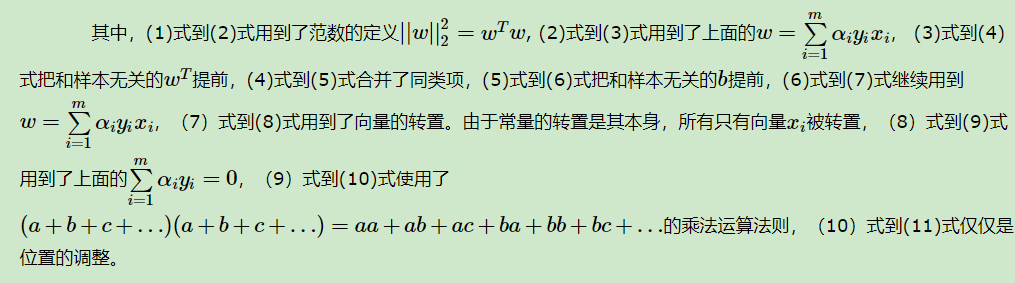 其中，(1)式到(2)式用到了范数的定义$||w||_2^2 = w^T w$, (2)式到(3)式用到了上面的$w = \sum\limits_{i=1}^{m}\alpha_i y_i x_i$, (3)式到(4)
式把和样本无关的$w^T$提前，(4)式到(5)式合并了同类项，(5)式到(6)式把和样本无关的$b$提前，(6)式到(7)式继续用到
$w = \sum\limits_{i=1}^{m}\alpha_i y_i x_i$，（7）式到(8)式用到了向量的转置。由于常量的转置是其本身，所有只有向量$x_i$被转置，（8）式到(9)式
用到了上面的$\sum\limits_{i=1}^{m}\alpha_i y_i = 0$，（9）式到(10)式使用了
$(a + b + c + \ldots)(a + b + c + \ldots) = aa + ab + ac + ba + bb + bc + \ldots$的乘法运算法则，（10）式到(11)式仅仅是
位置的调整。